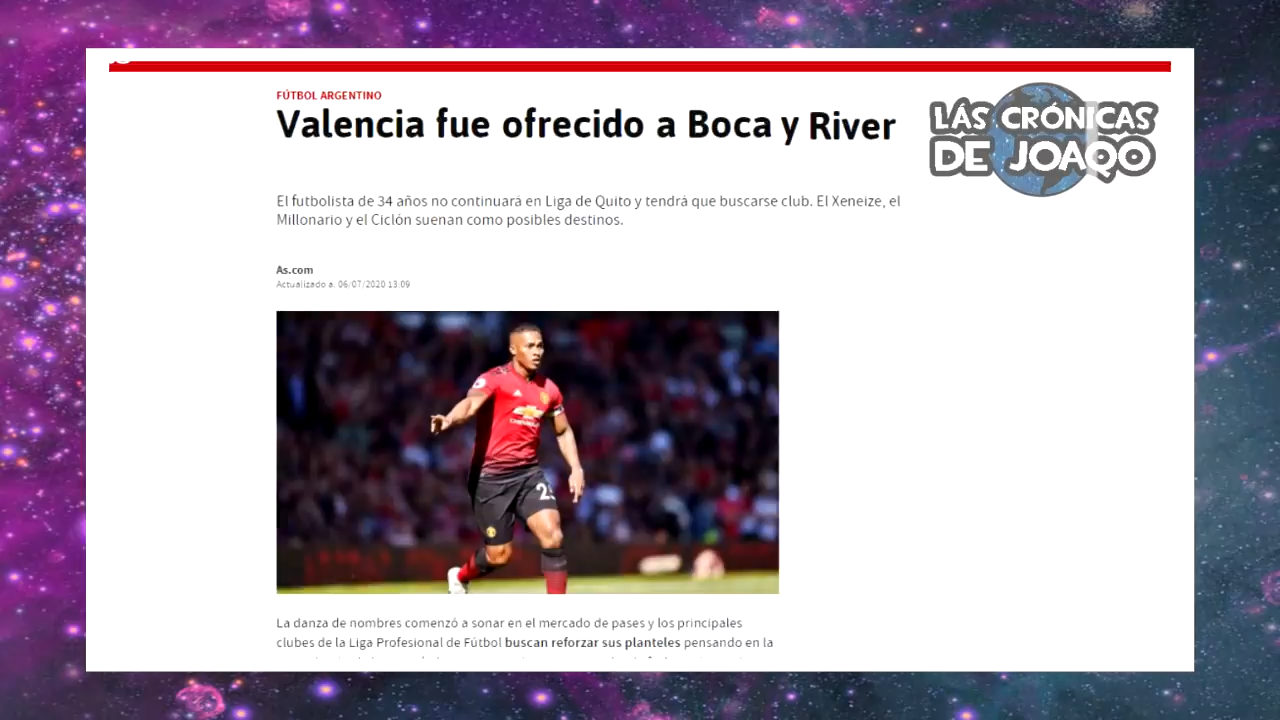 FÚTBOL ARGENTINO
Valencia fue ofrecido a Boca y River
LÁS CRÓNICAS
DE JOAQO
El futbolista de 34 años no continuará en Liga de Quito y tendrá que buscarse club. El Xeneize, el
Millonario y el Ciclón suenan como posibles destinos.
As.com
Actualizado a: 06/07/2020 13:09
La danza de nombres comenzó a sonar en el mercado de pases y los principales
clubes de la Liga Profesional de Fútbol buscan reforzar sus planteles pensando en la